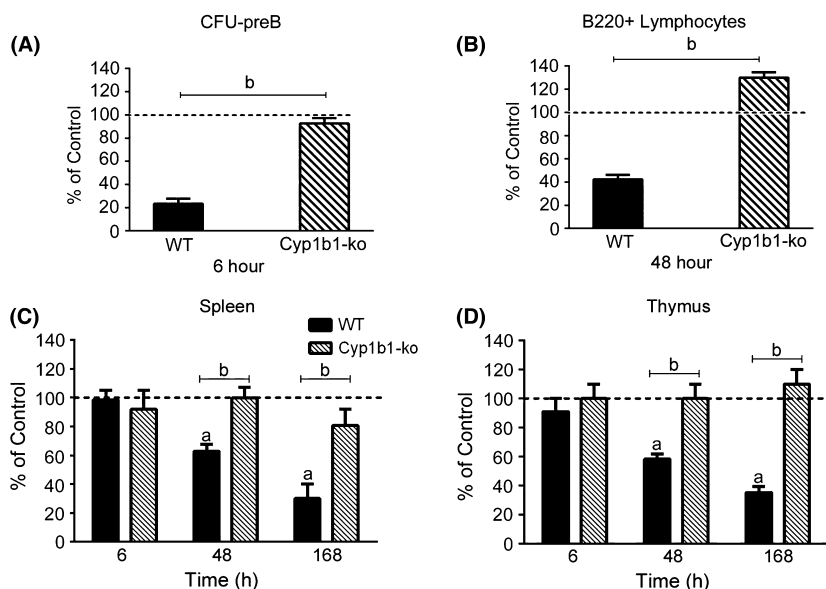 CFU-preB
(A)
b
% of Control
140
120
100
80
60
40
20
0
WT
Cyp1b1-ko
6 hour
B220+ Lymphocytes
(B)
b
% of Control
140
120
100
80
60
40
20
0
WT
Cyp1b1-ko
48 hour
(C)
Spleen
WT
Cyp1b1-ko
% of Control
140
120
100
80
60
40
20
0
b
b
a
a
6
48
168
Time (h)
(D)
Thymus
% of Control
140
120
100
80
60
40
20
0
b
b
a
a
6
48
168
Time (h)